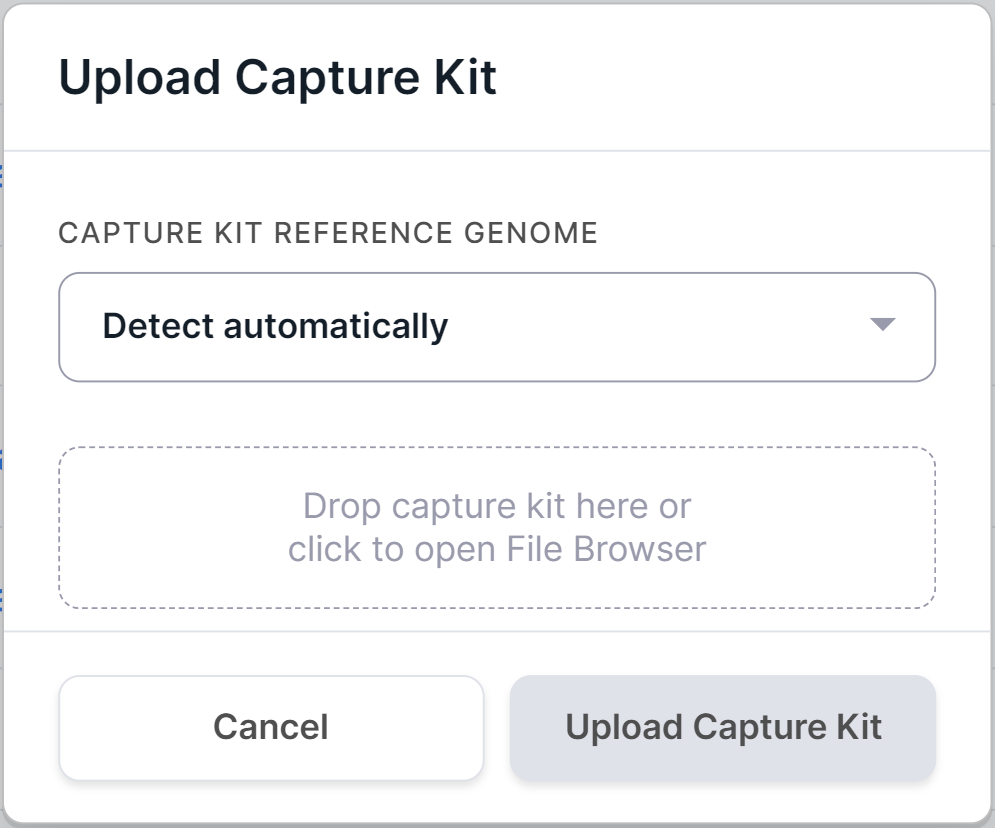 Upload Capture Kit
CAPTURE KIT REFERENCE GENOME
Detect automatically
Drop capture kit here or
click to open File Browser
Cancel
Upload Capture Kit